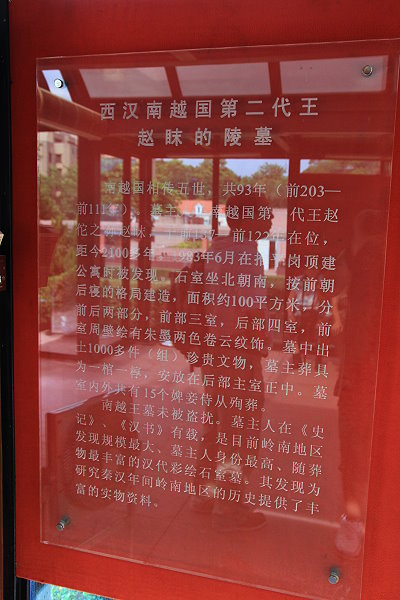 西汉南越国第二代王
赵眜的陵墓
南越国相传五世，共93年（前203—
前111年）。墓主 南越国第 代王赵
佗之 赵眜， 前137—前122年在位，
距今2100多年。 983年6月在 岗顶建
公寓时被发现。石室坐北朝南，按前朝
后寝的格局建造，面积约100平方米，分
前后两部分，前部三室，后部四室，前
室周壁绘有朱墨两色卷云纹饰。墓中出
土1000多件（组）珍贵文物，墓主葬具
为一棺一椁，安放在后部主室正中。墓
室内外共有15个婢妾侍从殉葬。
南越王墓未被盗扰。墓主人在《史
记》、《汉书》有载，是目前岭南地区
发现规模最大、墓主人身份最高、随葬
物最丰富的汉代彩绘石室墓。其发现为
研究秦汉年间岭南地区的历史提供了丰
富的实物资料。